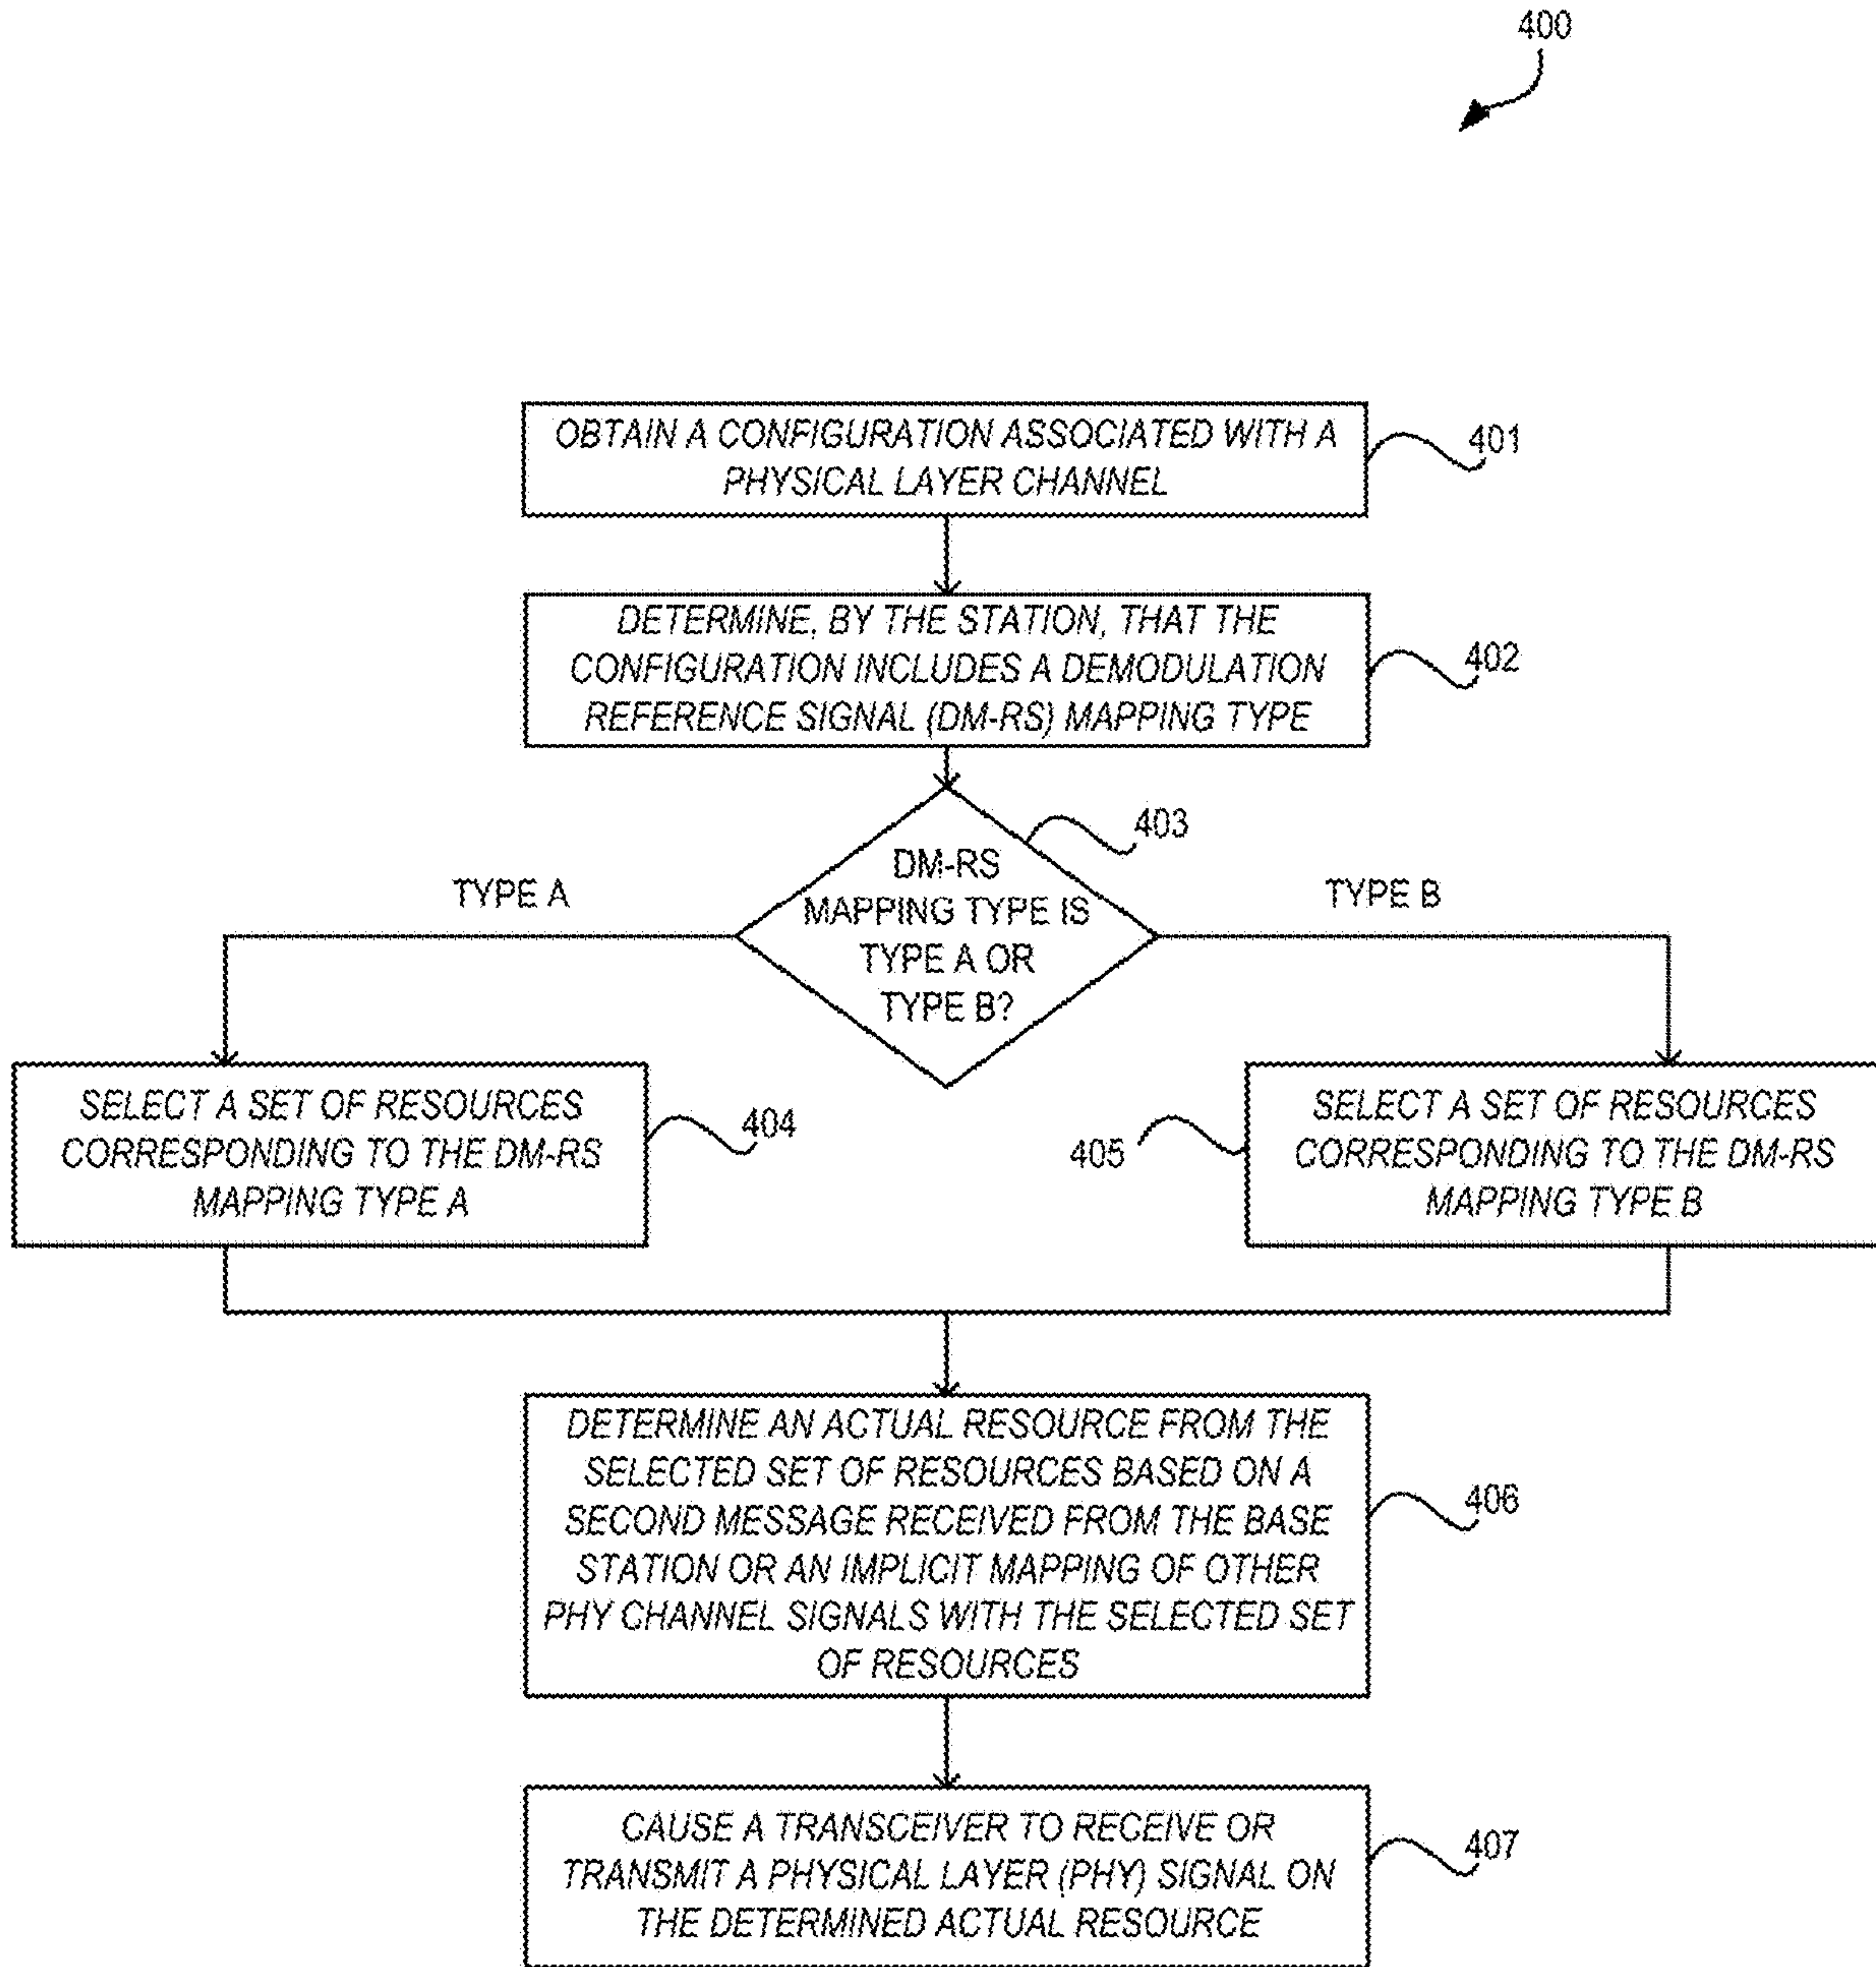 400
OBTAIN A CONFIGURATION ASSOCIATED WITH A
PHYSICAL LAYER CHANNEL
401
DETERMINE, BY THE STATION, THAT THE
CONFIGURATION INCLUDES A DEMODULATION
REFERENCE SIGNAL (DM-RS) MAPPING TYPE
402
403
DM-RS
MAPPING TYPE IS
TYPE A OR
TYPE B?
TYPE A
TYPE B
SELECT A SET OF RESOURCES
CORRESPONDING TO THE DM-RS
MAPPING TYPE A
404
405
SELECT A SET OF RESOURCES
CORRESPONDING TO THE DM-RS
MAPPING TYPE B
DETERMINE AN ACTUAL RESOURCE FROM THE
SELECTED SET OF RESOURCES BASED ON A
SECOND MESSAGE RECEIVED FROM THE BASE
STATION OR AN IMPLICIT MAPPING OF OTHER
PHY CHANNEL SIGNALS WITH THE SELECTED SET
OF RESOURCES
406
CAUSE A TRANSCEIVER TO RECEIVE OR
TRANSMIT A PHYSICAL LAYER (PHY) SIGNAL ON
THE DETERMINED ACTUAL RESOURCE
407